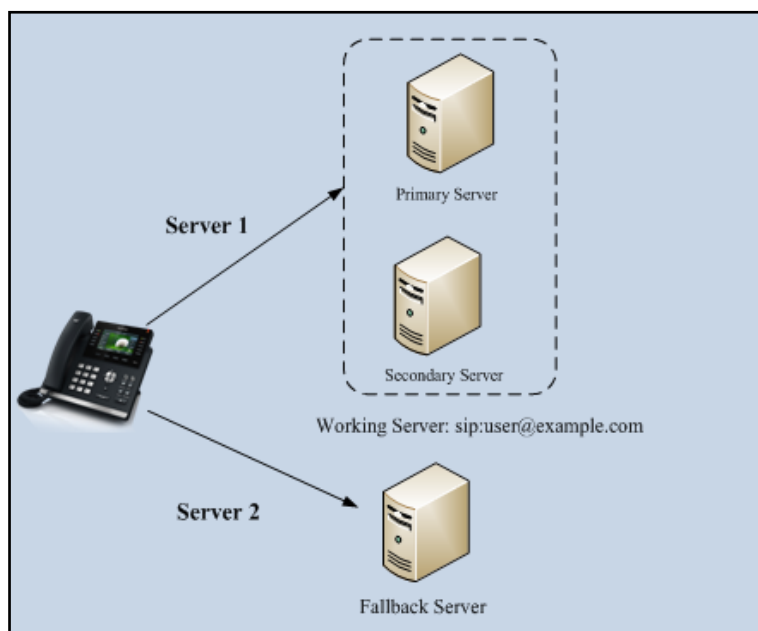 Primary Server
Server 1
Secondary Server
Working Server: sip:user@example.com
Server 2
Fallback Server